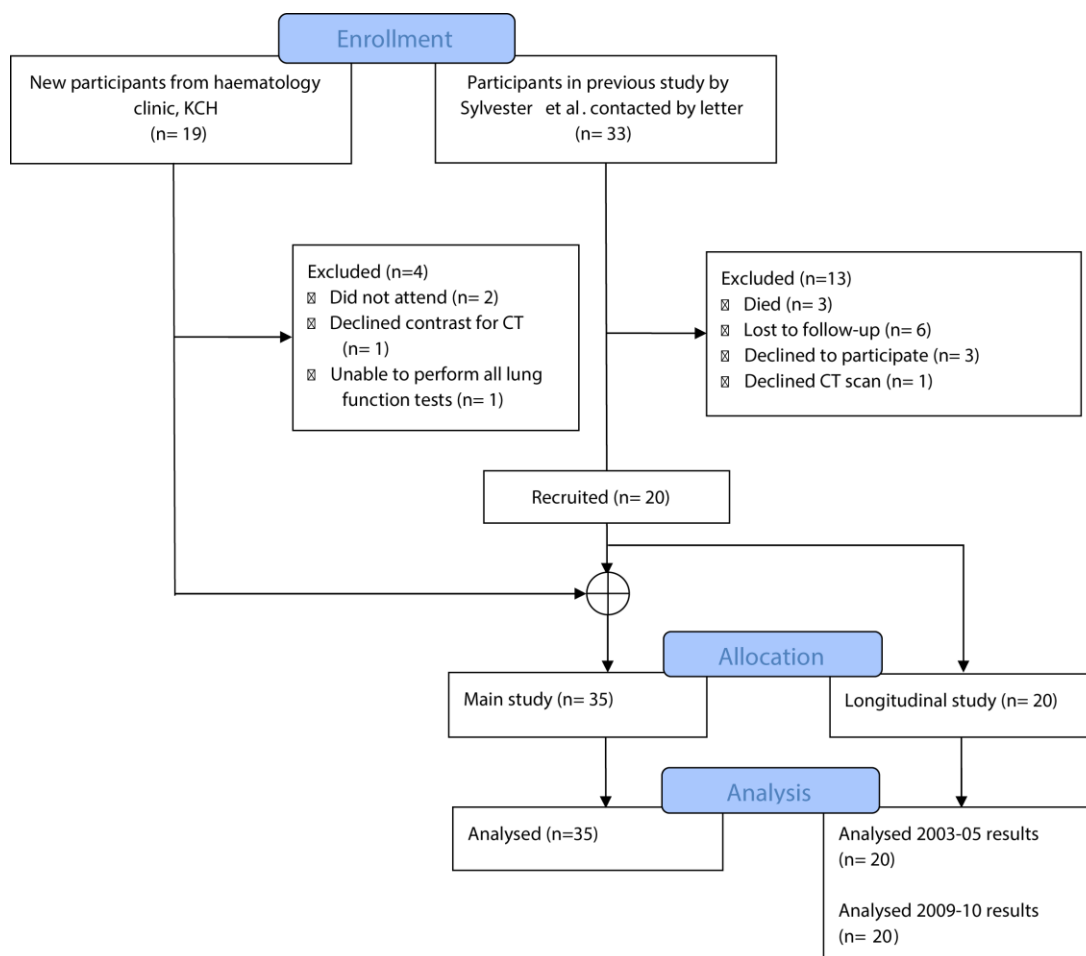 Enrollment
New participants from haematology
clinic, KCH
(n= 19)
Participants in previous study by
Sylvester et al. contacted by letter
(n= 33)
Excluded (n=4)
Did not attend (n= 2)
Declined contrast for CT
(n= 1)
Unable to perform all lung
function tests (n= 1)
Excluded (n=13)
Died (n= 3)
Lost to follow-up (n= 6)
Declined to participate (n= 3)
Declined CT scan (n= 1)
Recruited (n= 20)
Allocation
Main study (n= 35)
Longitudinal study (n= 20)
Analysis
Analysed (n=35)
Analysed 2003-05 results
(n= 20)
Analysed 2009-10 results
(n= 20)